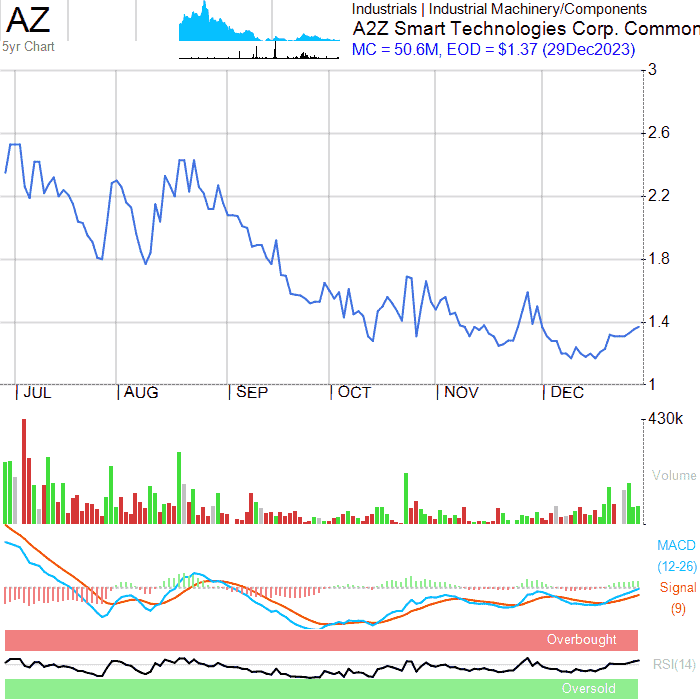 AZ
5yr Chart
Industrials | Industrial Machinery/Components
A2Z Smart Technologies Corp. Common
MC = 50.6M, EOD = $1.37 (29Dec2023)
3
2.6
2.2
1.8
1.4
1
|JUL |AUG |SEP |OCT |NOV |DEC
430k
Volume
MACD
(12-26)
Signal
(9)
Overbought
RSI(14)
Oversold